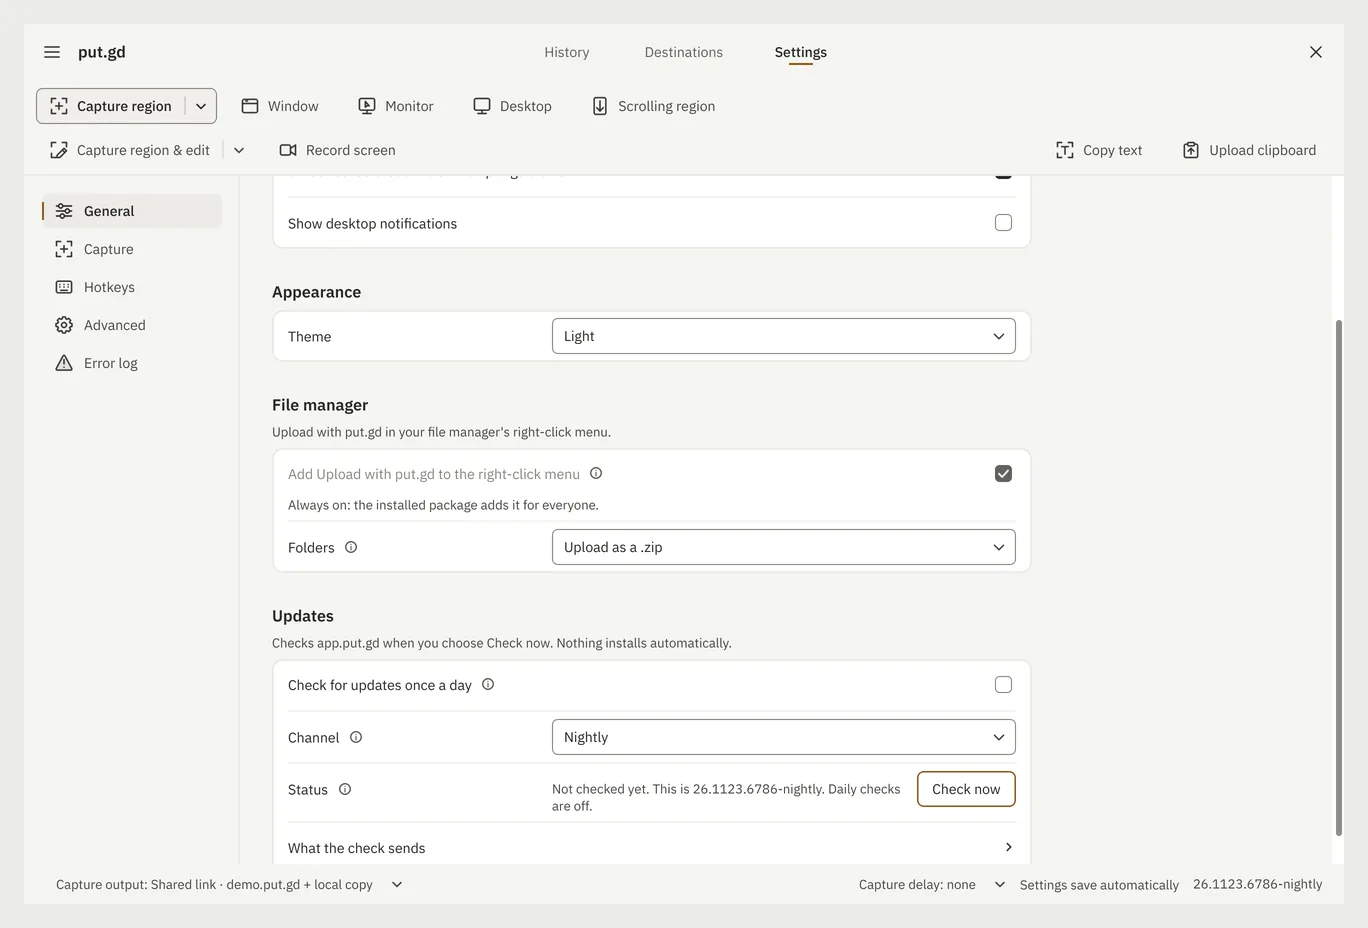 put.gd
History
Destinations
Settings
Capture region
Window
Monitor
Desktop
Scrolling region
Capture region & edit
Record screen
Copy text
Upload clipboard
General
Capture
Hotkeys
Advanced
Error log
Show desktop notifications
Appearance
Theme
Light
File manager
Upload with put.gd in your file manager's right-click menu.
Add Upload with put.gd to the right-click menu
Always on: the installed package adds it for everyone.
Folders
Upload as a .zip
Updates
Checks app.put.gd when you choose Check now. Nothing installs automatically.
Check for updates once a day
Channel
Nightly
Status
Not checked yet. This is 26.1123.6786-nightly. Daily checks
are off.
Check now
What the check sends
Capture output: Shared link · demo.put.gd + local copy
Capture delay: none
Settings save automatically
26.1123.6786-nightly